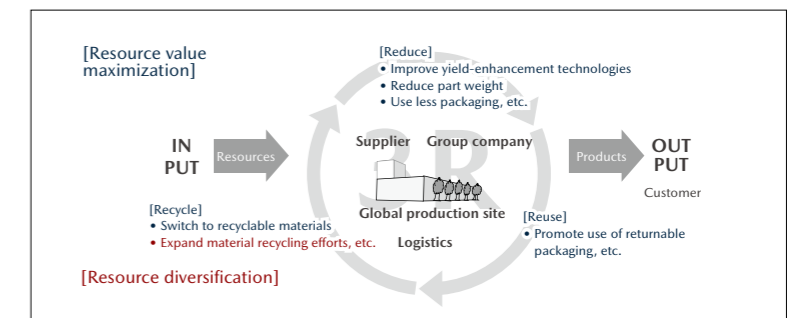 [Resource value
maximization]
[Reduce]
• Improve yield-enhancement technologies
• Reduce part weight
• Use less packaging, etc.
IN
PUT
Resources
3R
Supplier
Group company
Products
OUT
PUT
Customer
Global production site
Logistics
[Recycle]
• Switch to recyclable materials
• Expand material recycling efforts, etc.
[Reuse]
• Promote use of returnable
packaging, etc.
[Resource diversification]